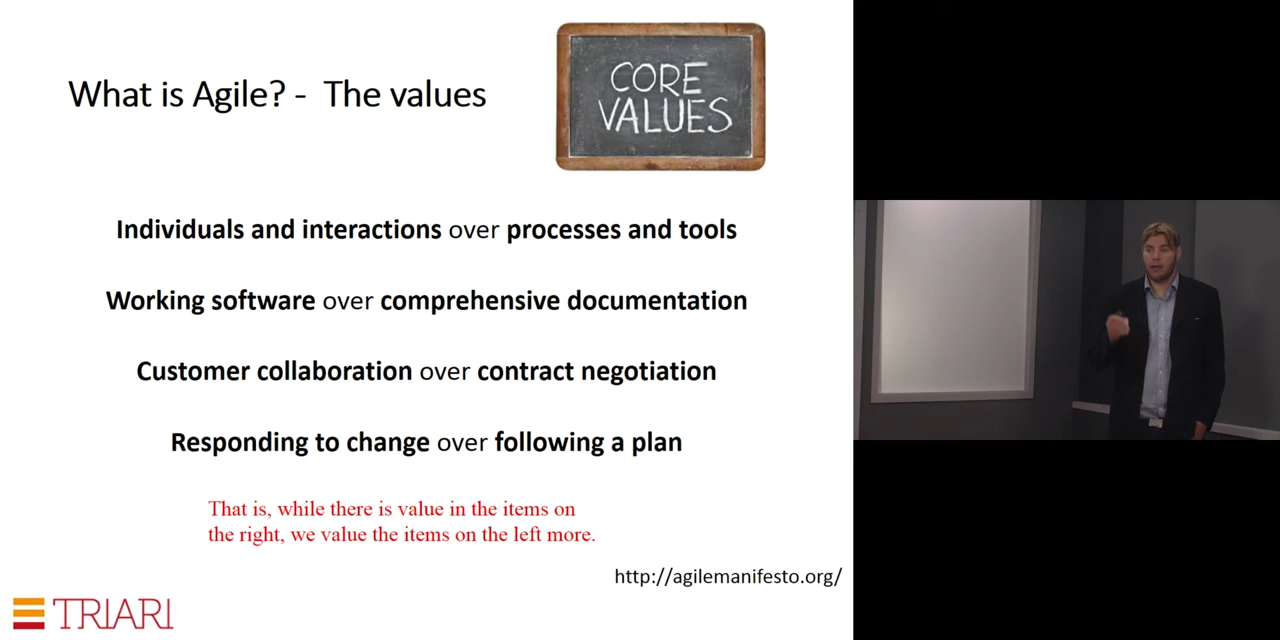 What is Agile? - The values
CORE
VALUES
Individuals and interactions over processes and tools
Working software over comprehensive documentation
Customer collaboration over contract negotiation
Responding to change over following a plan
That is, while there is value in the items on
the right, we value the items on the left more.
http://agilemanifesto.org/
TRIARI